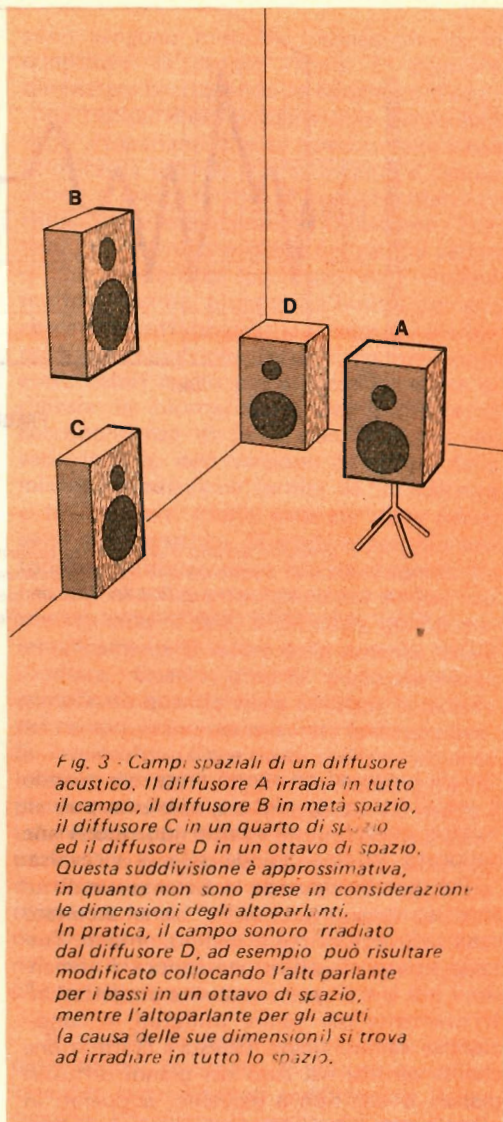 B
D
A
C
Fig. 3 - Campi spaziali di un diffusore
acustico. Il diffusore A irradia in tutto
il campo, il diffusore B in metà spazio,
il diffusore C in un quarto di spazio
ed il diffusore D in un ottavo di spazio.
Questa suddivisione è approssimativa,
in quanto non sono prese in considerazione
le dimensioni degli altoparlanti.
In pratica, il campo sonoro irradiato
dal diffusore D, ad esempio può risultare
modificato collocando l'altoparlante
per i bassi in un ottavo di spazio,
mentre l'altoparlante per gli acuti
(a causa delle sue dimensioni) si trova
ad irradiare in tutto lo spazio.